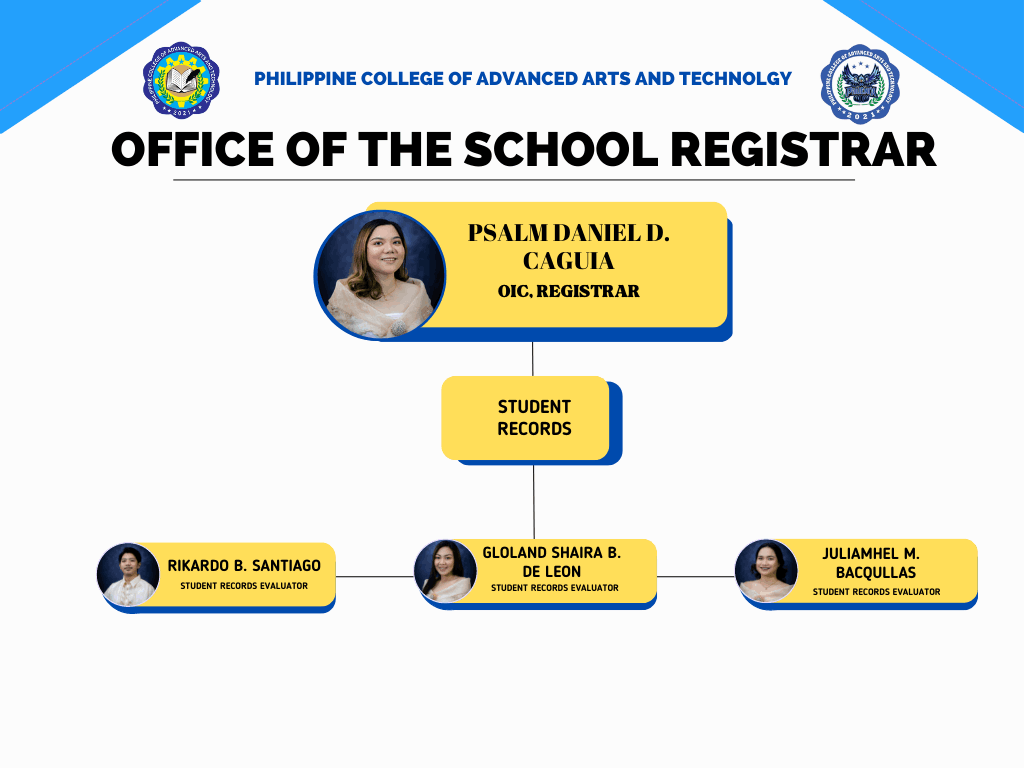 PHILIPPINE COLLEGE OF ADVANCED ARTS AND TECHNOLOGY
2021
PHILIPPINE COLLEGE OF ADVANCED ARTS AND TECHNOLGY
PHILIPPINE COLLEGE OF ADVANCED ARTS AND TECHNOLOGY
2021
OFFICE OF THE SCHOOL REGISTRAR
PSALM DANIEL D.
CAGUIA
OIC, REGISTRAR
STUDENT
RECORDS
RIKARDO B. SANTIAGO
STUDENT RECORDS EVALUATOR
GLOLAND SHAIRA B.
DE LEON
STUDENT RECORDS EVALUATOR
JULIAMHEL M.
BACQULLAS
STUDENT RECORDS EVALUATOR